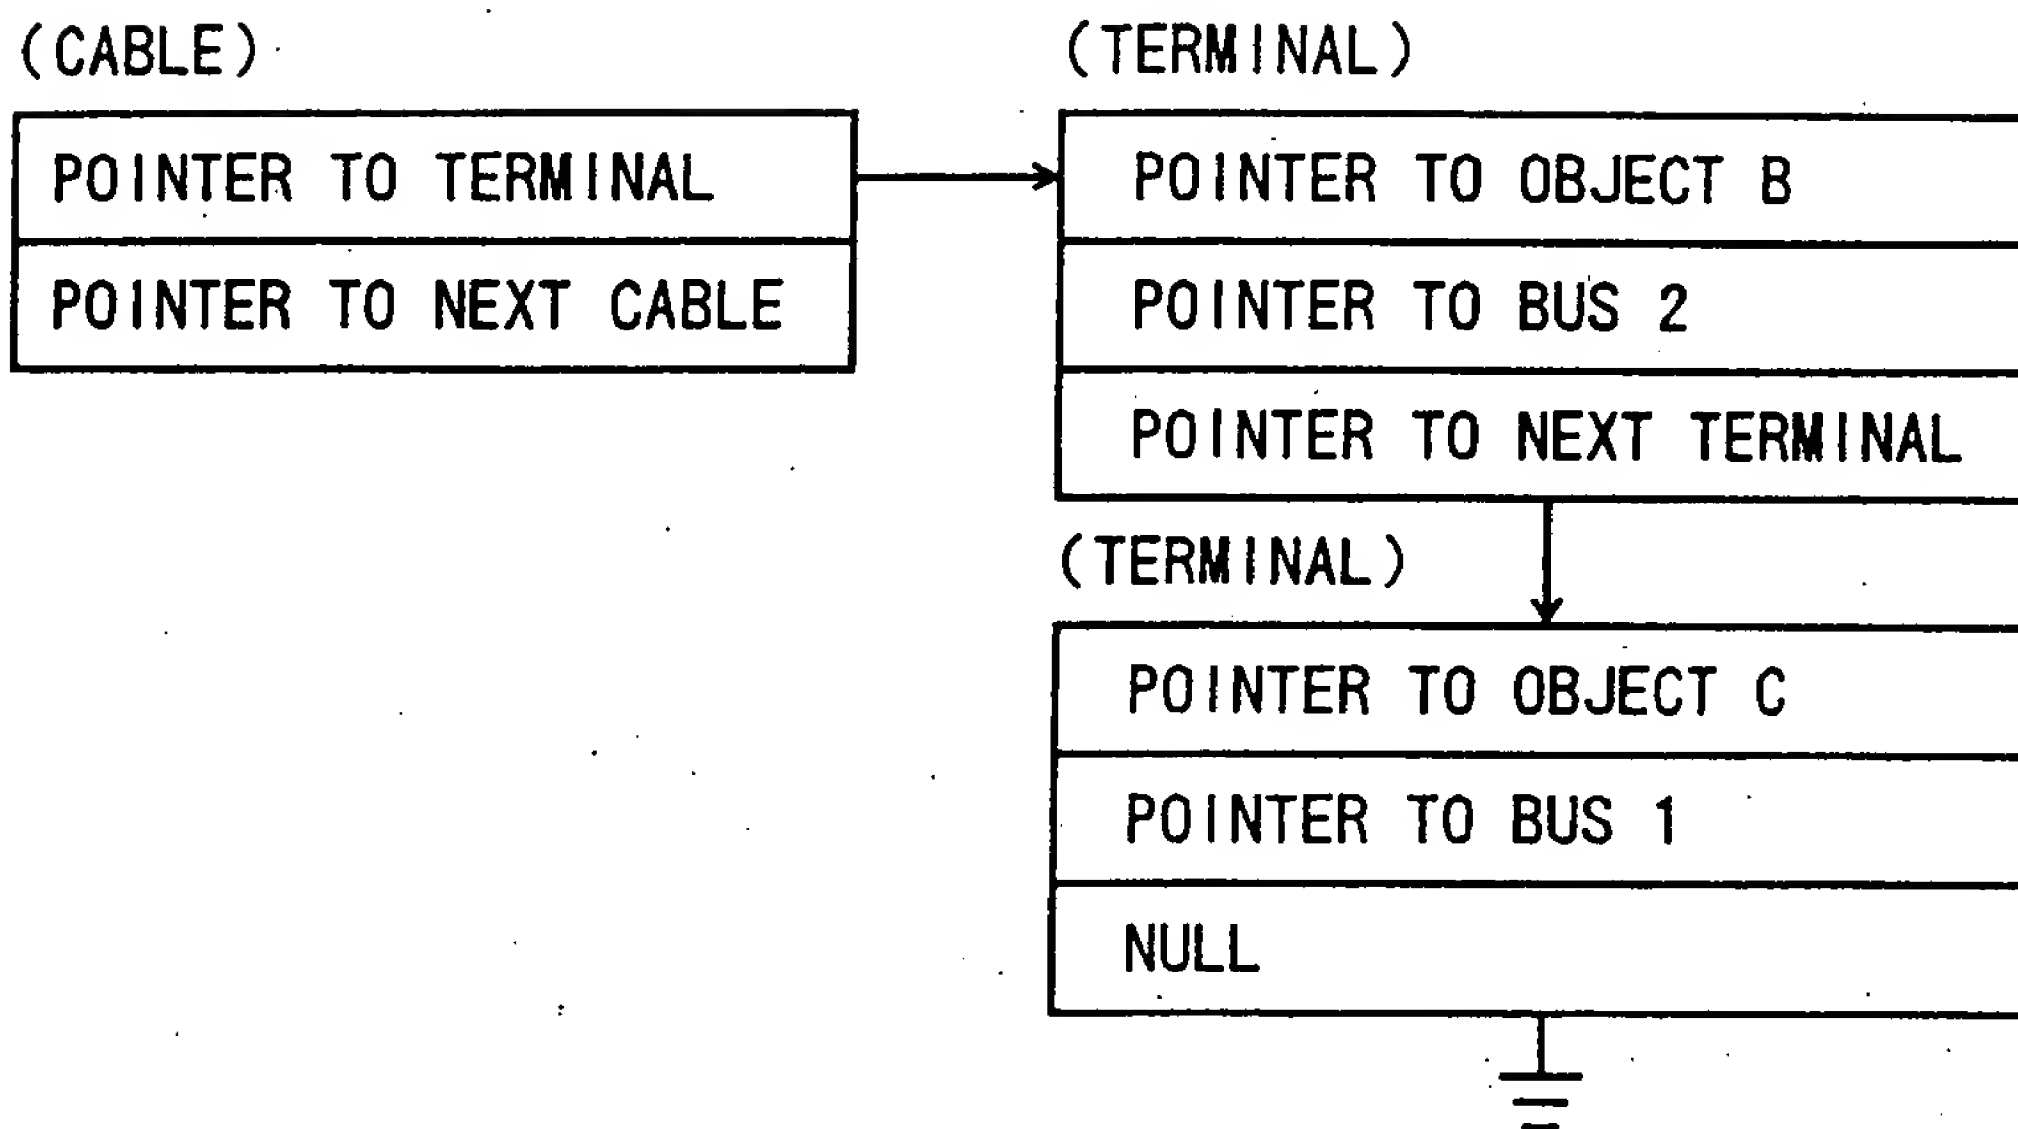 (CABLE)
POINTER TO TERMINAL
POINTER TO NEXT CABLE
(TERMINAL)
POINTER TO OBJECT B
POINTER TO BUS 2
POINTER TO NEXT TERMINAL
(TERMINAL)
POINTER TO OBJECT C
POINTER TO BUS 1
NULL